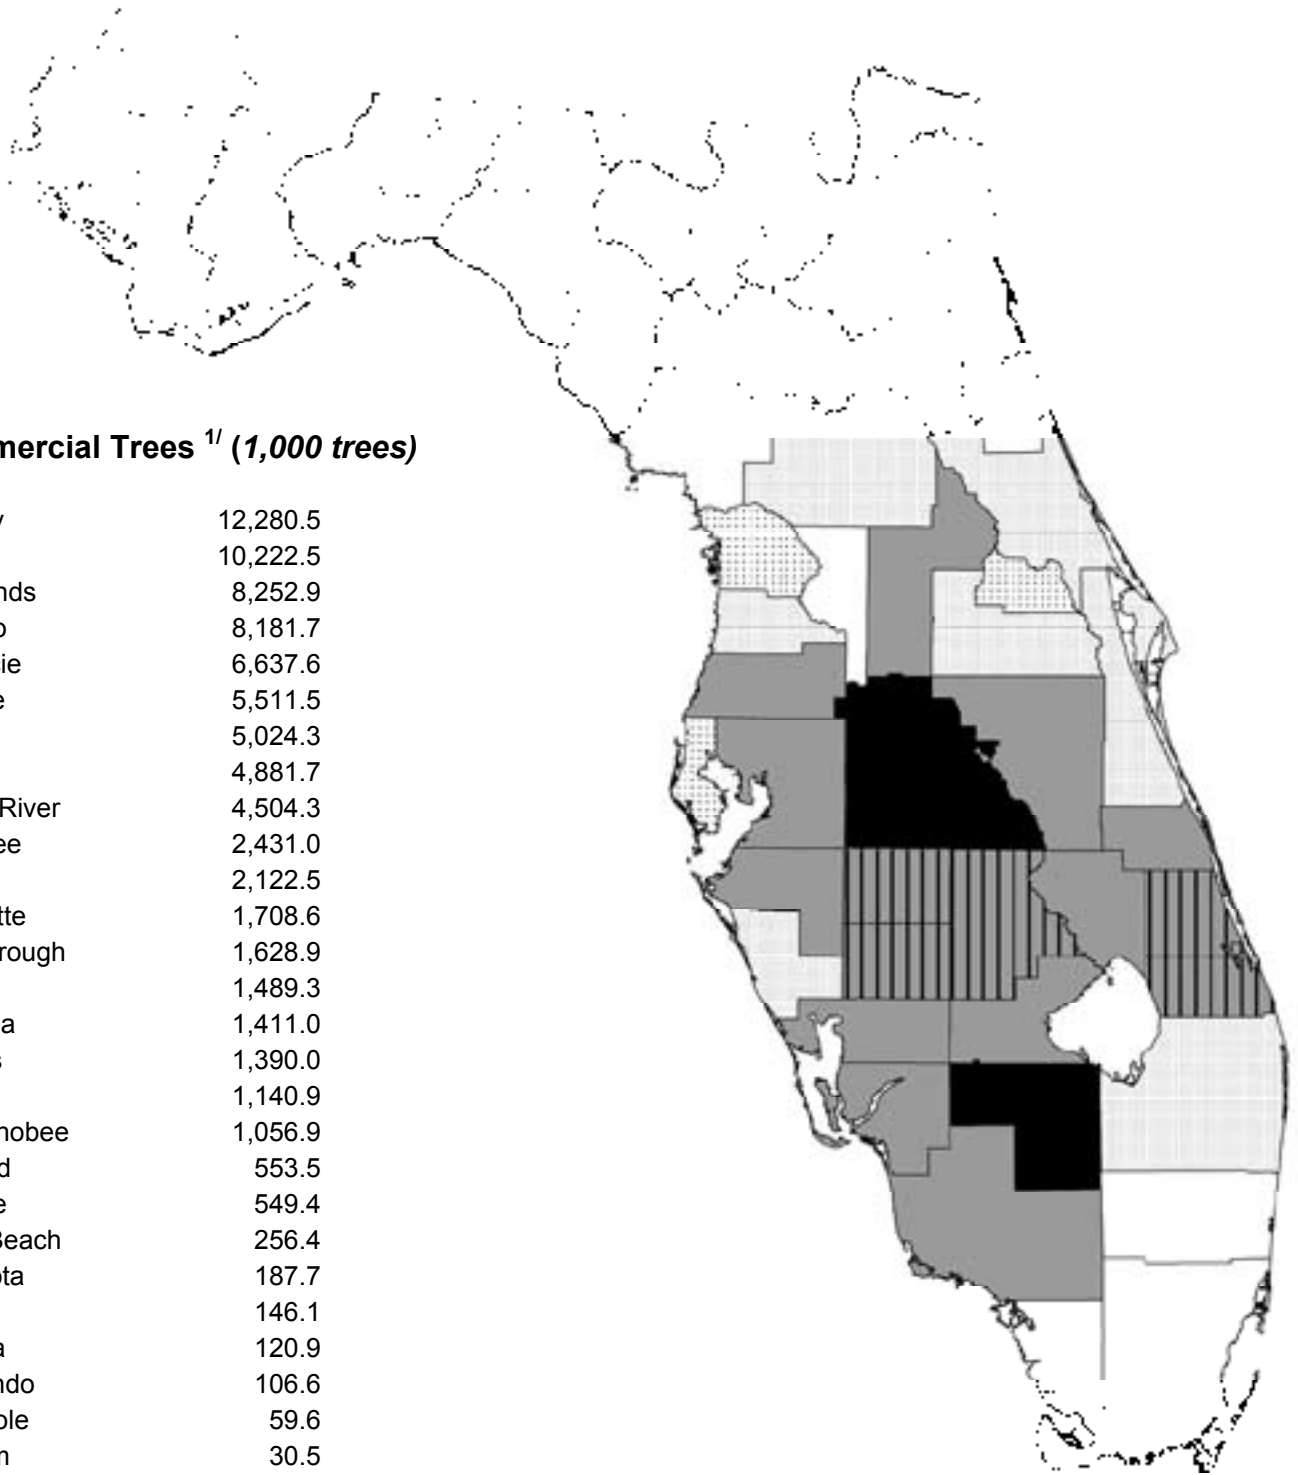 mercial Trees 1/ (1,000 trees)
y 12,280.5
10,222.5
nds 8,252.9
o 8,181.7
cie 6,637.6
e 5,511.5
5,024.3
4,881.7
River 4,504.3
ee 2,431.0
2,122.5
tte 1,708.6
rough 1,628.9
1,489.3
a 1,411.0
s 1,390.0
1,140.9
hobee 1,056.9
d 553.5
e 549.4
Beach 256.4
ota 187.7
146.1
a 120.9
ndo 106.6
ole 59.6
m 30.5